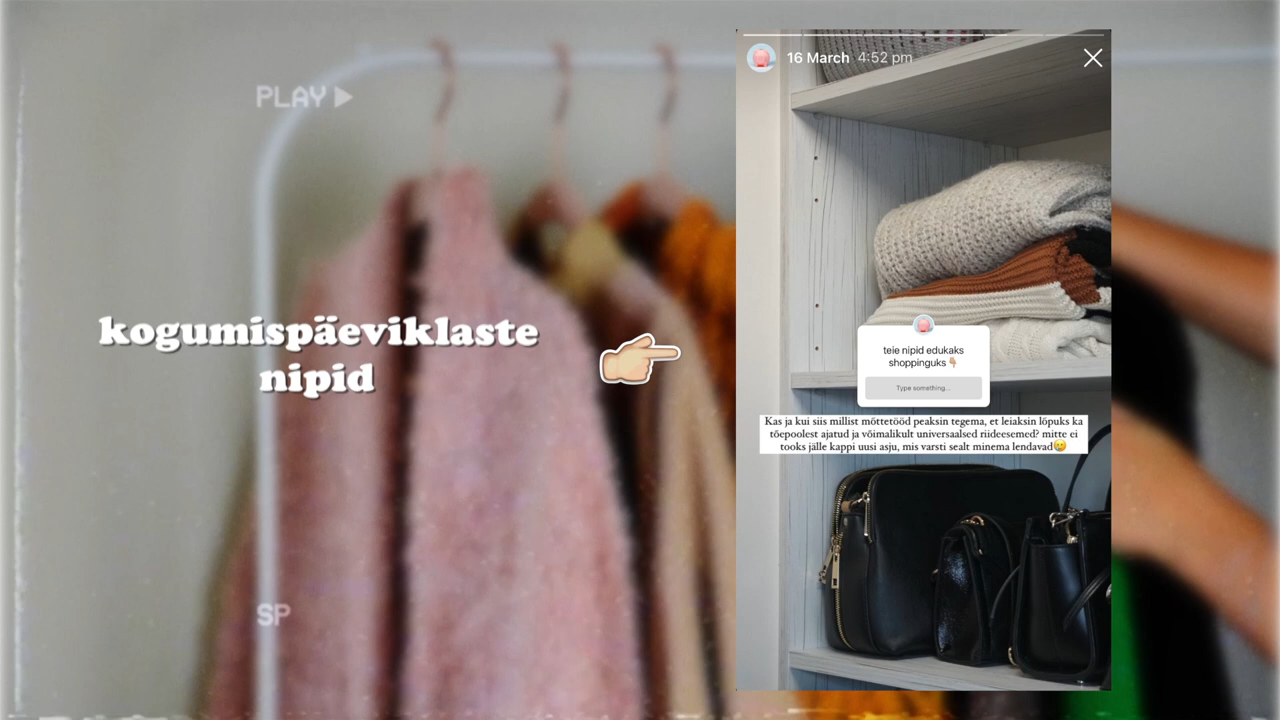 PLAY
kogumispäeviklaste
nipid
SP
16 March 4:52 pm
teie nipid edukaks
shoppinguks 👇🏼
Type something...
Kas ja kui siis millist mõttetööd peaksin tegema, et leiaksin lõpuks ka
tõepoolest ajatud ja võimalikult universaalsed riideesemed? mitte ei
tooks jälle kappi uusi asju, mis varsti sealt minema lendavad🥲